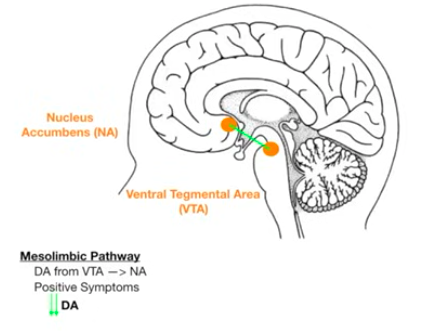 Nucleus
Accumbens (NA)
Ventral Tegmental Area
(VTA)
Mesolimbic Pathway
DA from VTA —> NA
Positive Symptoms
DA